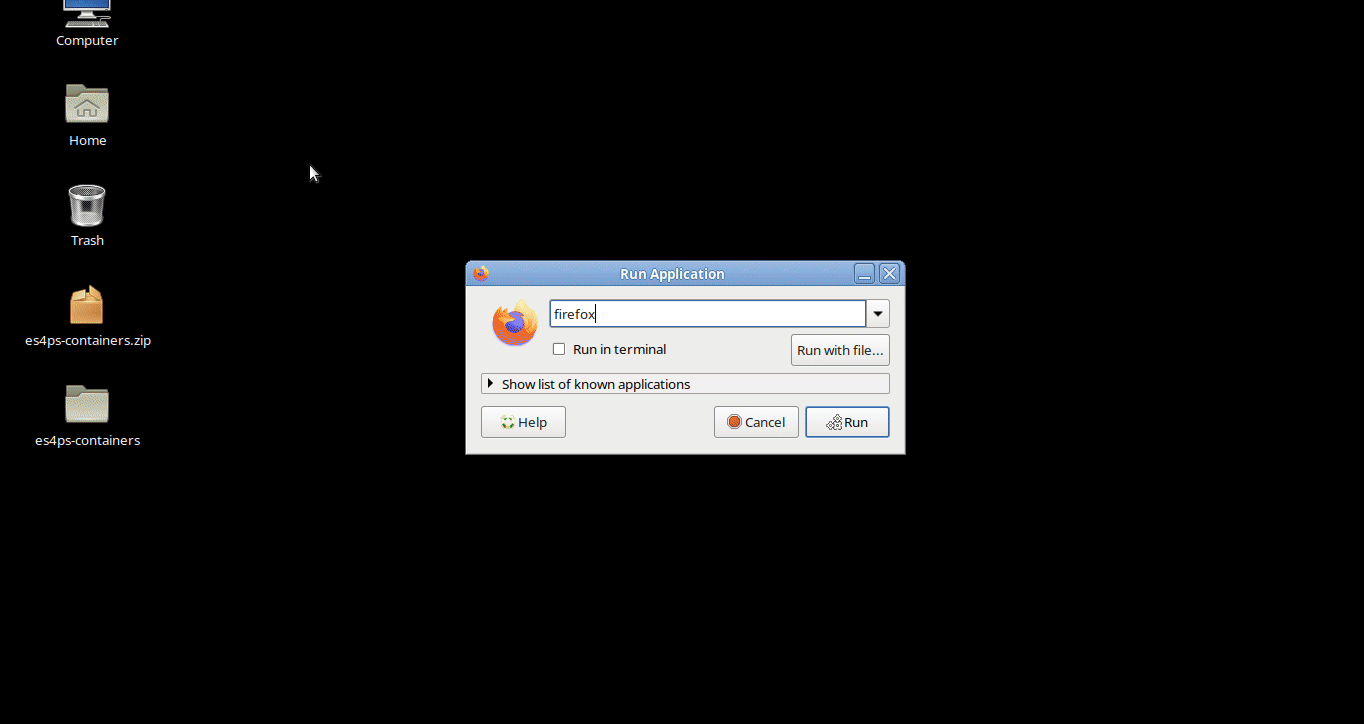 Computer
Home
Trash
es4ps-containers.zip
es4ps-containers
Run Application
firefox
Run in terminal
Run with file...
Show list of known applications
Help
Cancel
Run